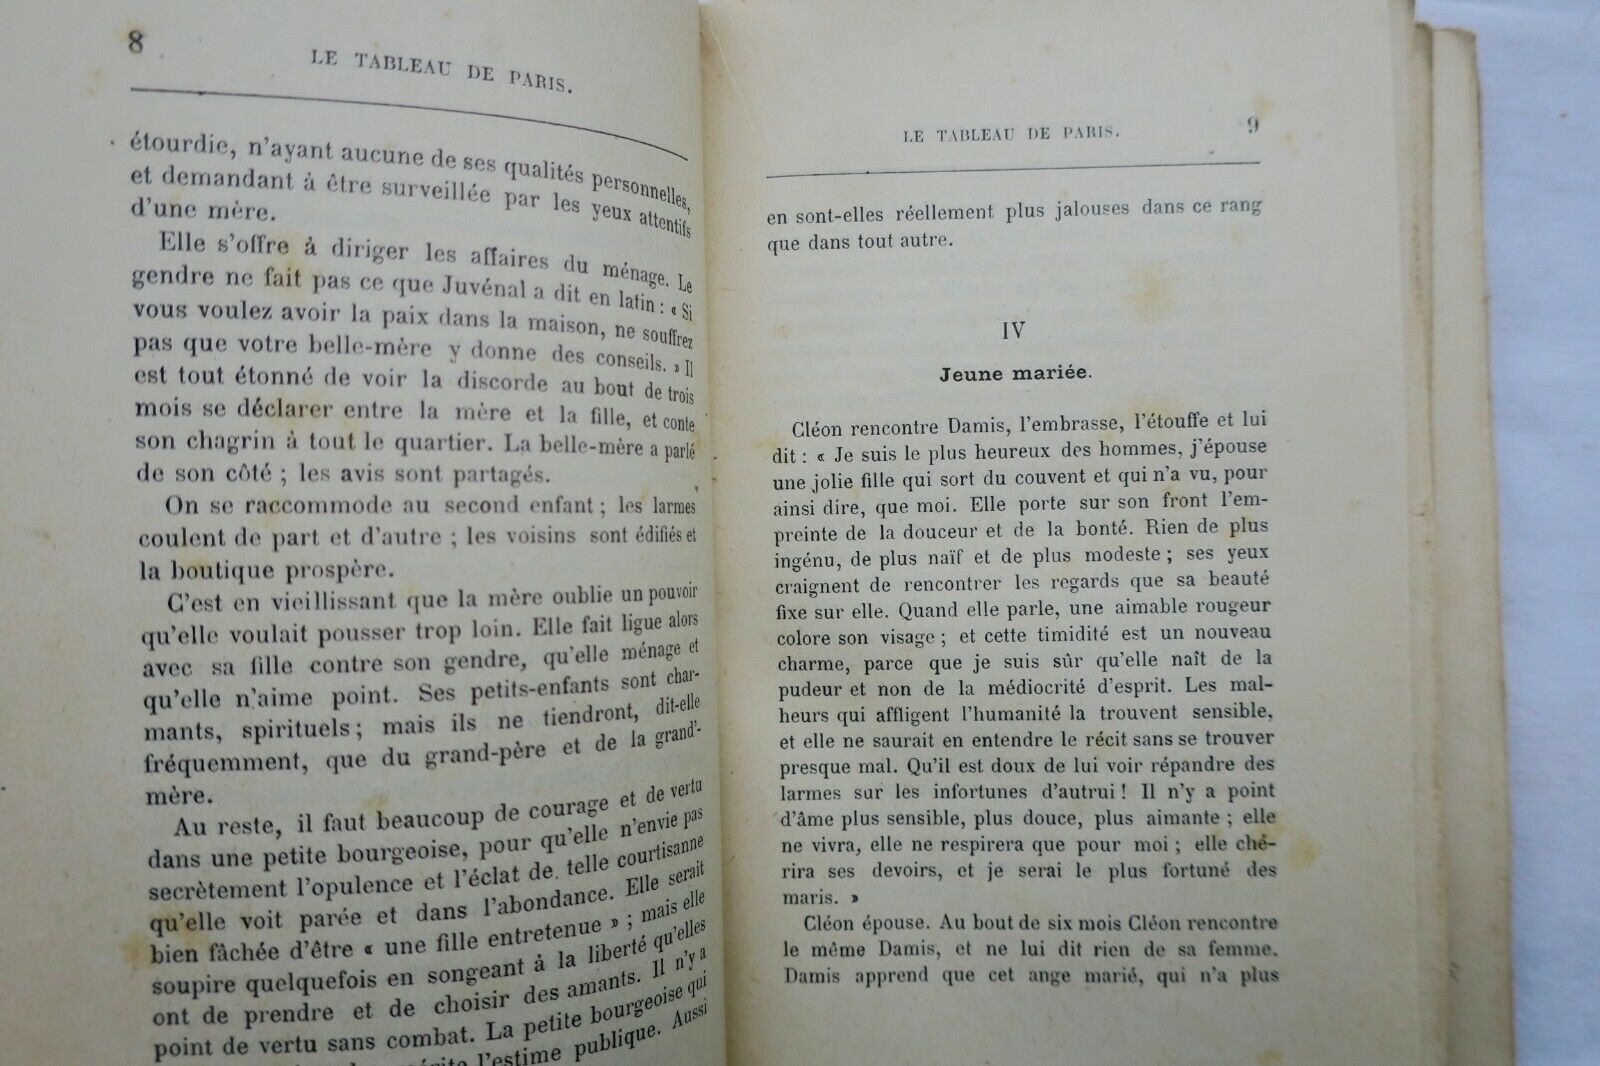 8
LE TABLEAU DE PARIS.
étourdie, n'ayant aucune de ses qualités personnelles,
et demandant à être surveillée par les yeux attentifs
d'une mère.
Elle s'offre à diriger les affaires du ménage. Le
gendre ne fait pas ce que Juvénal a dit en latin : « Si
vous voulez avoir la paix dans la maison, ne souffrez
pas que votre belle-mère y donne des conseils. » Il
est tout étonné de voir la discorde au bout de trois
mois se déclarer entre la mère et la fille, et conte
son chagrin à tout le quartier. La belle-mère a parlé
de son côté ; les avis sont partagés.
On se raccommode au second enfant ; les larmes
coulent de part et d'autre ; les voisins sont édifiés et
la boutique prospère.
C'est en vieillissant que la mère oublie un pouvoir
qu'elle voulait pousser trop loin. Elle fait ligue alors
avec sa fille contre son gendre, qu'elle ménage et
qu'elle n'aime point. Ses petits-enfants sont char-
mants, spirituels ; mais ils ne tiendront, dit-elle
fréquemment, que du grand-père et de la grand'-
mère.
Au reste, il faut beaucoup de courage et de vertu
dans une petite bourgeoise, pour qu'elle n'envie pas
secrètement l'opulence et l'éclat de telle courtisanne
qu'elle voit parée et dans l'abondance. Elle serait
bien fâchée d'être « une fille entretenue » ; mais elle
soupire quelquefois en songeant à la liberté qu'elles
ont de prendre et de choisir des amants. Il n'y a
point de vertu sans combat. La petite bourgeoise qui
l'estime publique. Aussi
LE TABLEAU DE PARIS.
9
en sont-elles réellement plus jalouses dans ce rang
que dans tout autre.
IV
Jeune mariée.
Cléon rencontre Damis, l'embrasse, l'étouffe et lui
dit : « Je suis le plus heureux des hommes, j'épouse
une jolie fille qui sort du couvent et qui n'a vu, pour
ainsi dire, que moi. Elle porte sur son front l'em-
preinte de la douceur et de la bonté. Rien de plus
ingénu, de plus naïf et de plus modeste ; ses yeux
craignent de rencontrer les regards que sa beauté
fixe sur elle. Quand elle parle, une aimable rougeur
colore son visage ; et cette timidité est un nouveau
charme, parce que je suis sûr qu'elle naît de la
pudeur et non de la médiocrité d'esprit. Les mal-
heurs qui affligent l'humanité la trouvent sensible,
et elle ne saurait en entendre le récit sans se trouver
presque mal. Qu'il est doux de lui voir répandre des
larmes sur les infortunes d'autrui ! Il n'y a point
d'âme plus sensible, plus douce, plus aimante ; elle
ne vivra, elle ne respirera que pour moi ; elle ché-
rira ses devoirs, et je serai le plus fortuné des
maris. »
Cléon épouse. Au bout de six mois Cléon rencontre
le même Damis, et ne lui dit rien de sa femme.
Damis apprend que cet ange marié, qui n'a plus